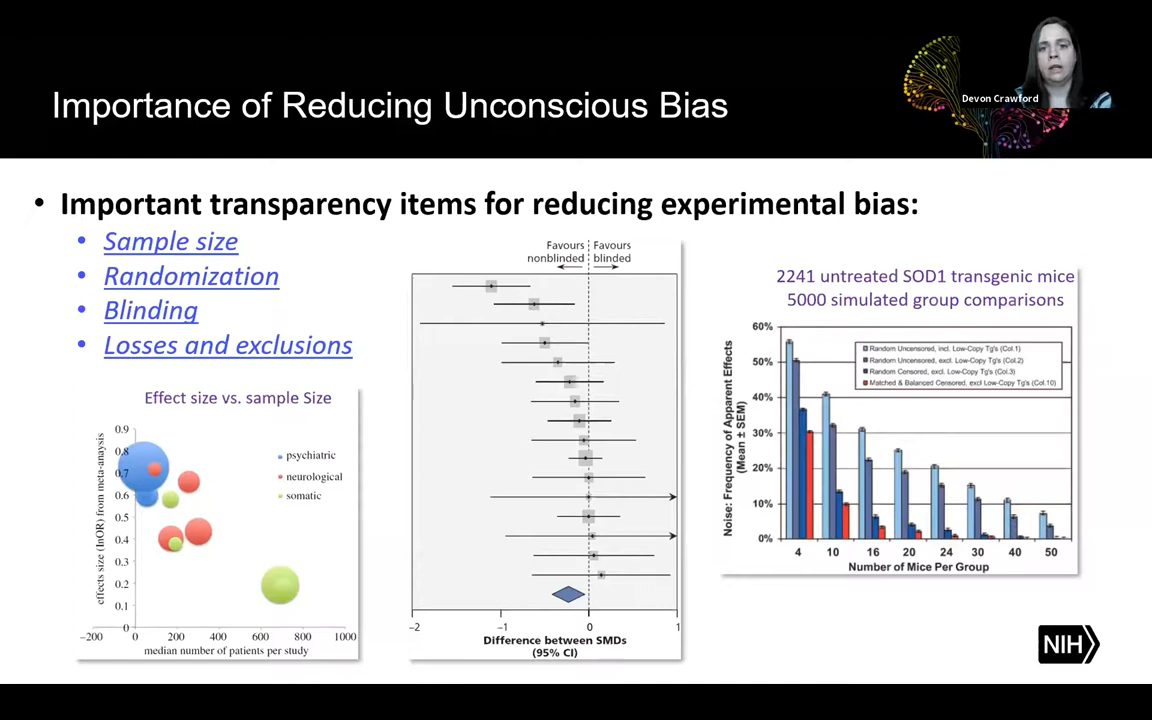 Importance of Reducing Unconscious Bias
Devon Crawford
• Important transparency items for reducing experimental bias:
• Sample size
• Randomization
• Blinding
• Losses and exclusions
Effect size vs. sample Size
effects size (lnOR) from meta-anaysis
0.9
0.8
0.7
0.6
0.5
0.4
0.3
0.2
0.1
0
psychiatric
neurological
somatic
−200 0 200 400 600 800 1000
median number of patients per study
Favours nonblinded
Favours blinded
−2 −1 0 1
Difference between SMDs
(95% CI)
2241 untreated SOD1 transgenic mice
5000 simulated group comparisons
Noise: Frequency of Apparent Effects
(Mean ± SEM)
60%
50%
40%
30%
20%
10%
0%
Random Uncensored, incl. Low-Copy Tg's (Col.1)
Random Uncensored, excl. Low-Copy Tg's (Col.2)
Random Censored, excl. Low-Copy Tg's (Col.3)
Matched & Balanced Censored, excl Low-Copy Tg's (Col.10)
4 10 16 20 24 30 40 50
Number of Mice Per Group
NIH